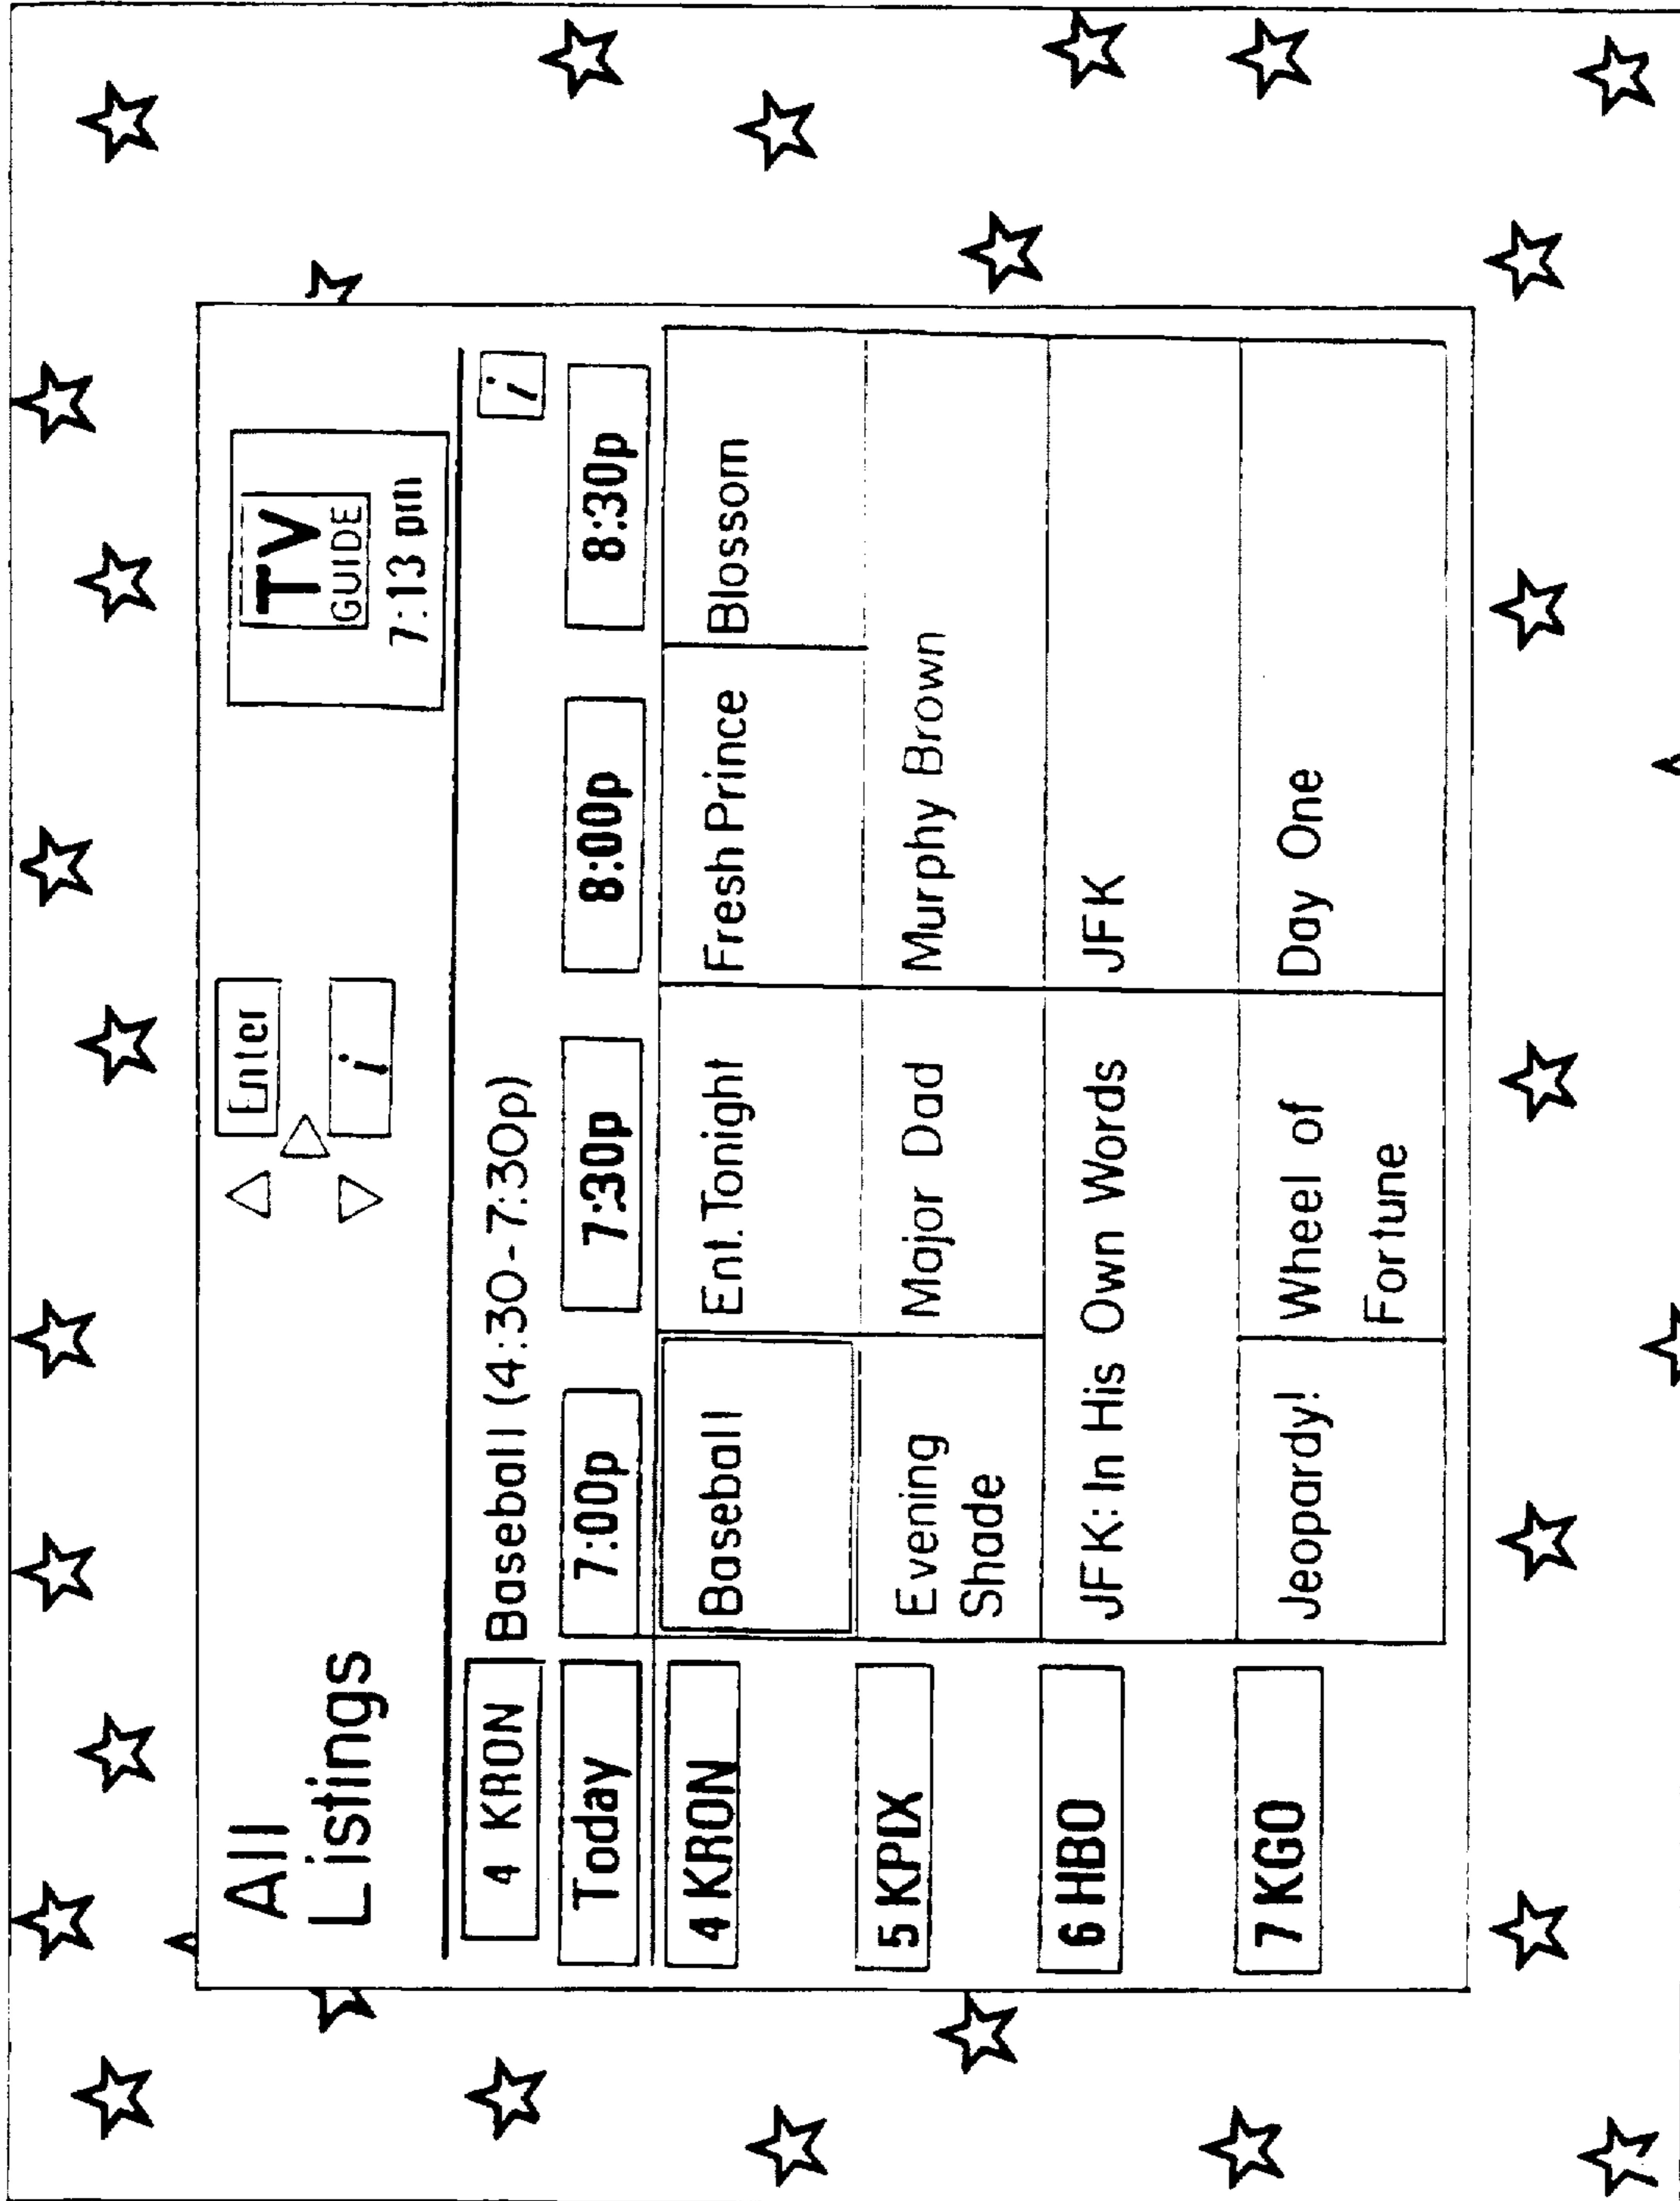 All
Listings
Enter
i
TV
GUIDE
7:13 pm
4 KRON Baseball (4:30-7:30p) i
Today 7:00p 7:30p 8:00p 8:30p
4 KRON Baseball Ent. Tonight Fresh Prince Blossom
5 KPIX Evening Shade Major Dad Murphy Brown
6 HBO JFK: In His Own Words JFK
7 KGO Jeopardy! Wheel of Fortune Day One